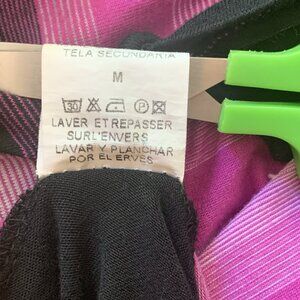 TELA SECUNDARIA
M
LAVER ET REPASSER
SUR L'ENVERS
LAVAR Y PLANCHAR
POR EL ERVES